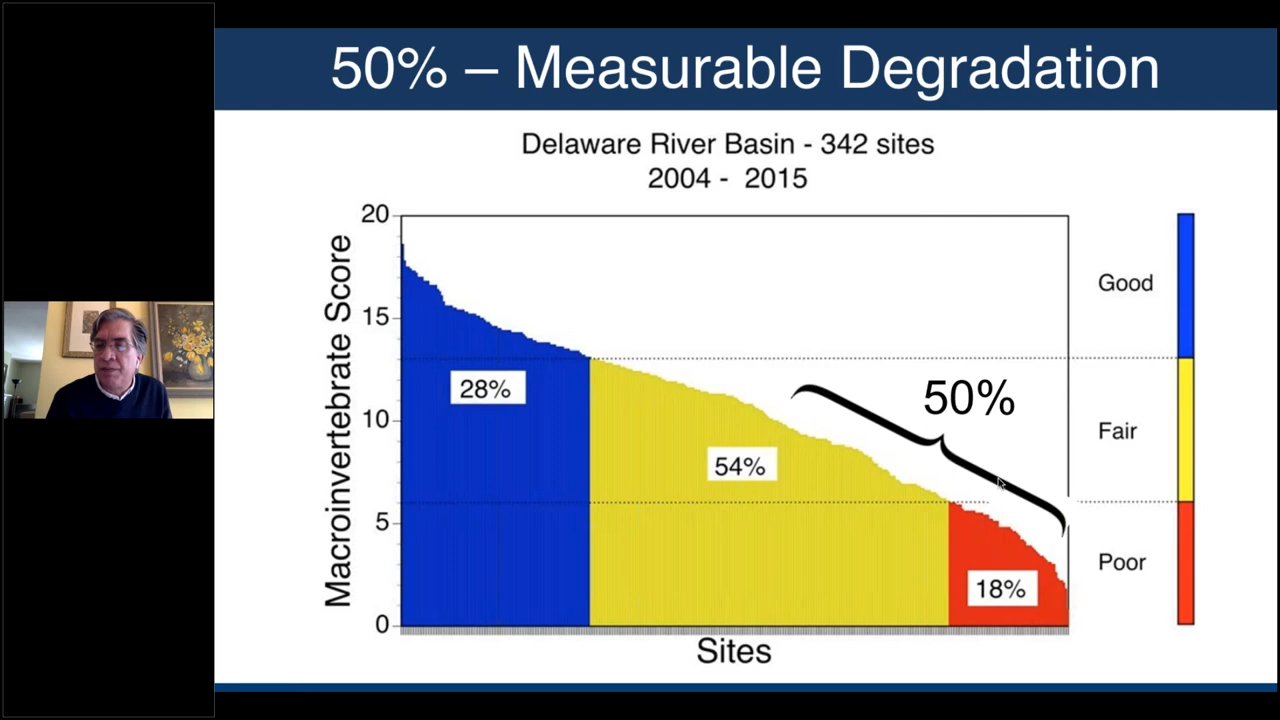 50% – Measurable Degradation
Delaware River Basin - 342 sites
2004 - 2015
Macroinvertebrate Score
20
15
10
5
0
28%
54%
18%
50%
Good
Fair
Poor
Sites